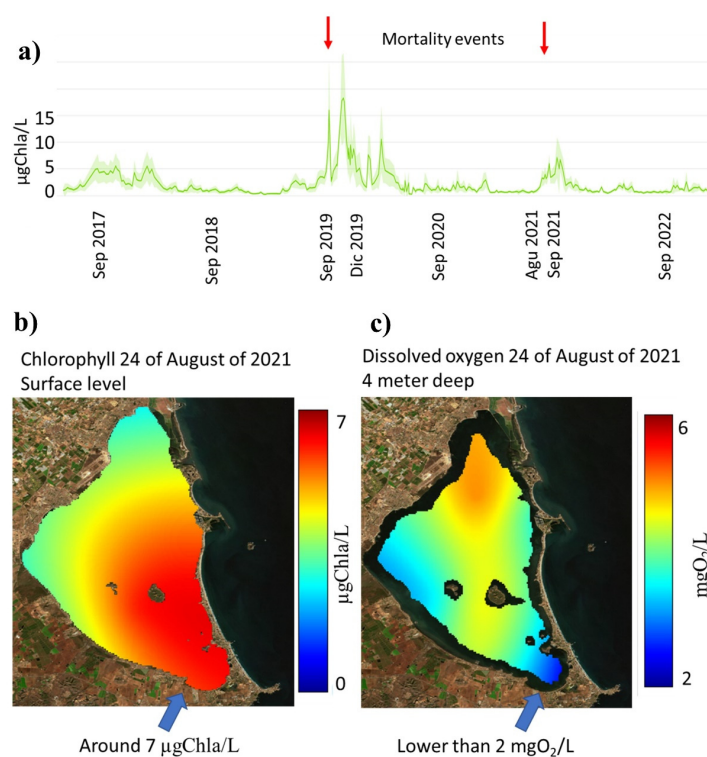 Mortality events
a)
µgChla/L
15
10
5
0
Sep 2017
Sep 2018
Sep 2019
Dic 2019
Sep 2020
Agu 2021
Sep 2021
Sep 2022
b)
Chlorophyll 24 of August of 2021
Surface level
7
µgChla/L
0
Around 7 µgChla/L
c)
Dissolved oxygen 24 of August of 2021
4 meter deep
6
mgO₂/L
2
Lower than 2 mgO₂/L